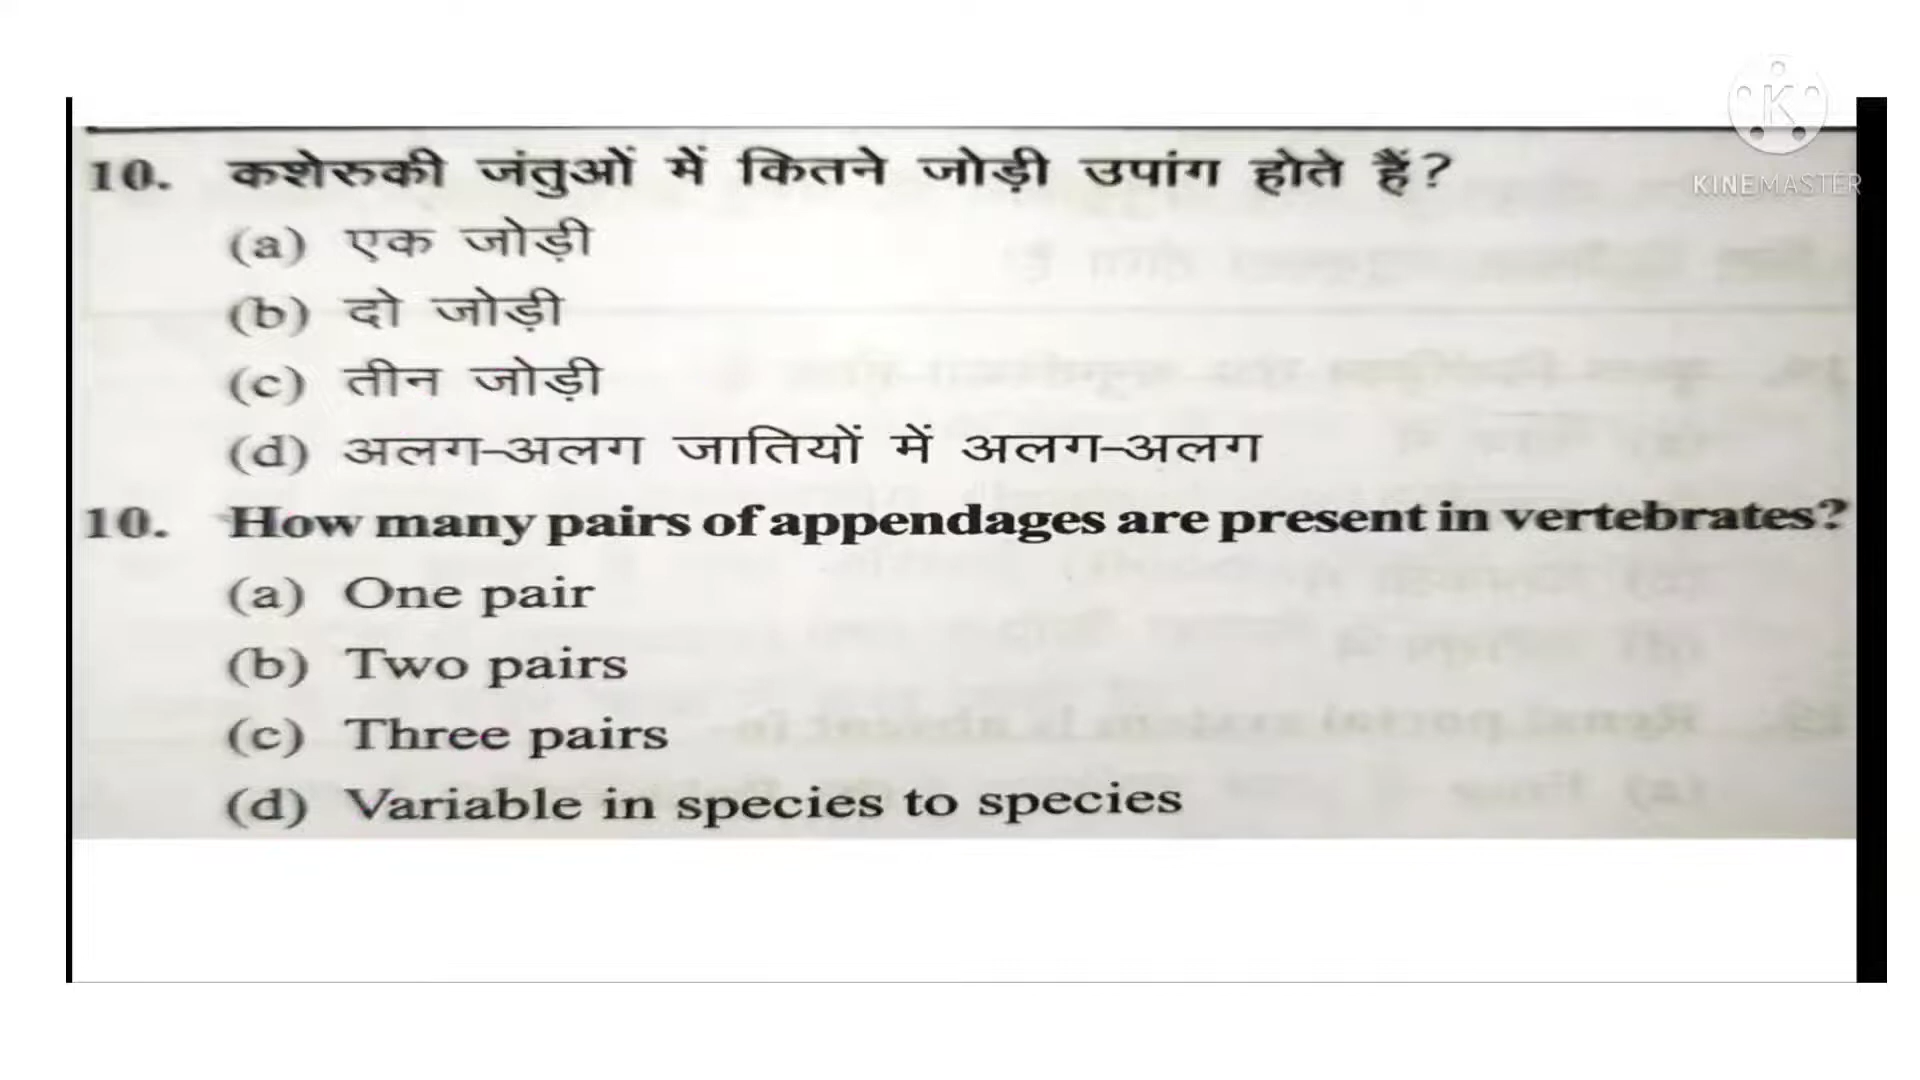 KINEMASTER
10. कशेरुकी जंतुओं में कितने जोड़ी उपांग होते हैं?
(a) एक जोड़ी
(b) दो जोड़ी
(c) तीन जोड़ी
(d) अलग-अलग जातियों में अलग-अलग
10. How many pairs of appendages are present in vertebrates?
(a) One pair
(b) Two pairs
(c) Three pairs
(d) Variable in species to species